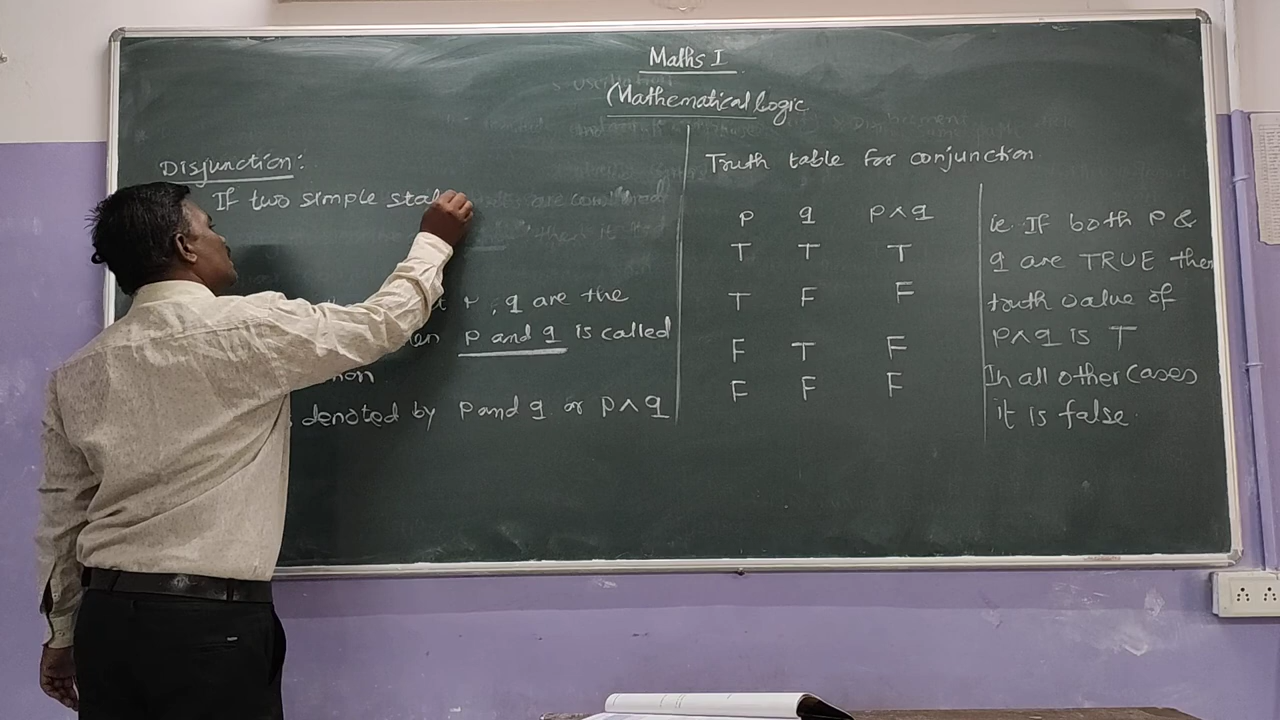 Maths I
(Mathematical Logic
Disjunction:
If two simple stat
, q are the
p and q is called
denoted by p and q or p ∧ q
Truth table for conjunction
p q p∧q
T T T
T F F
F T F
F F F
ie. If both p &
q are TRUE then
truth value of
p∧q is T
In all other cases
it is false.